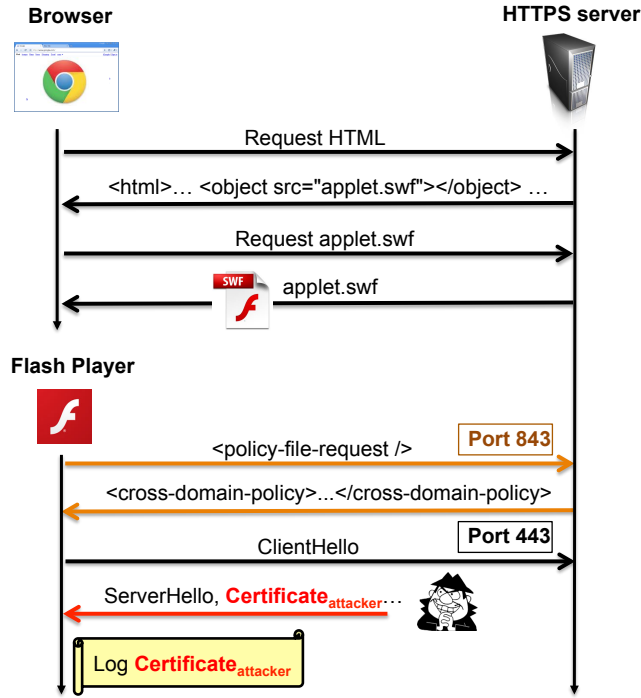 Browser
HTTPS server
Request HTML
<html>… <object src="applet.swf"></object> …
Request applet.swf
SWF
applet.swf
Flash Player
Port 843
<policy-file-request />
<cross-domain-policy>...</cross-domain-policy>
Port 443
ClientHello
ServerHello, Certificateattacker…
Log Certificateattacker